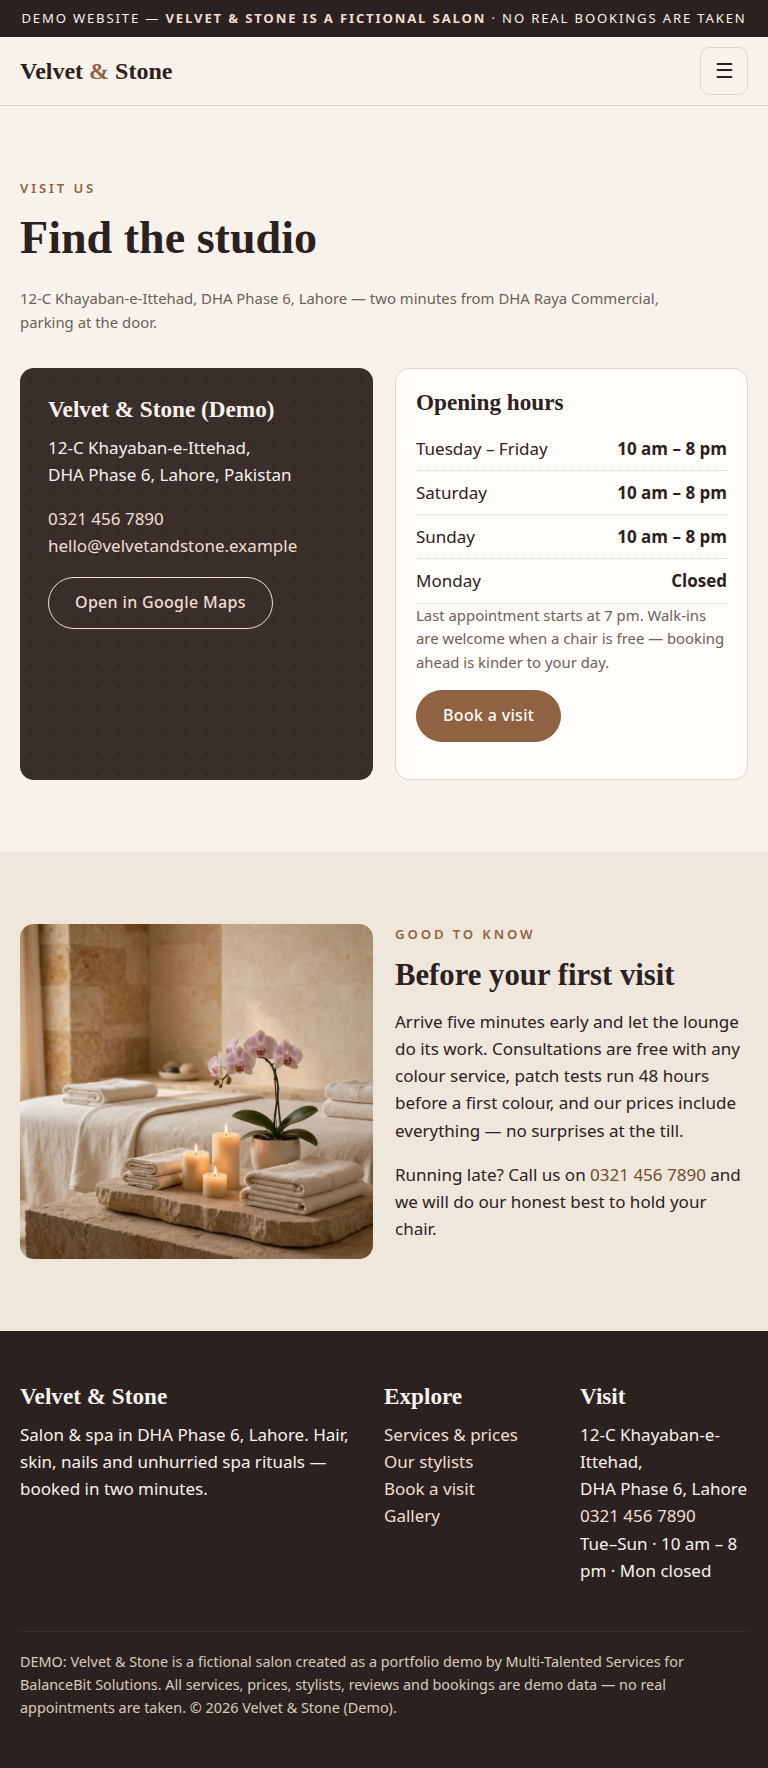 DEMO WEBSITE — VELVET & STONE IS A FICTIONAL SALON · NO REAL BOOKINGS ARE TAKEN
Velvet & Stone
☰
VISIT US
Find the studio
12-C Khayaban-e-Ittehad, DHA Phase 6, Lahore — two minutes from DHA Raya Commercial,
parking at the door.
Velvet & Stone (Demo)
12-C Khayaban-e-Ittehad,
DHA Phase 6, Lahore, Pakistan
0321 456 7890
hello@velvetandstone.example
Open in Google Maps
Opening hours
Tuesday – Friday 10 am – 8 pm
Saturday 10 am – 8 pm
Sunday 10 am – 8 pm
Monday Closed
Last appointment starts at 7 pm. Walk-ins
are welcome when a chair is free — booking
ahead is kinder to your day.
Book a visit
GOOD TO KNOW
Before your first visit
Arrive five minutes early and let the lounge
do its work. Consultations are free with any
colour service, patch tests run 48 hours
before a first colour, and our prices include
everything — no surprises at the till.
Running late? Call us on 0321 456 7890 and
we will do our honest best to hold your
chair.
Velvet & Stone
Salon & spa in DHA Phase 6, Lahore. Hair,
skin, nails and unhurried spa rituals —
booked in two minutes.
Explore
Services & prices
Our stylists
Book a visit
Gallery
Visit
12-C Khayaban-e-
Ittehad,
DHA Phase 6, Lahore
0321 456 7890
Tue–Sun · 10 am – 8
pm · Mon closed
DEMO: Velvet & Stone is a fictional salon created as a portfolio demo by Multi-Talented Services for
BalanceBit Solutions. All services, prices, stylists, reviews and bookings are demo data — no real
appointments are taken. © 2026 Velvet & Stone (Demo).